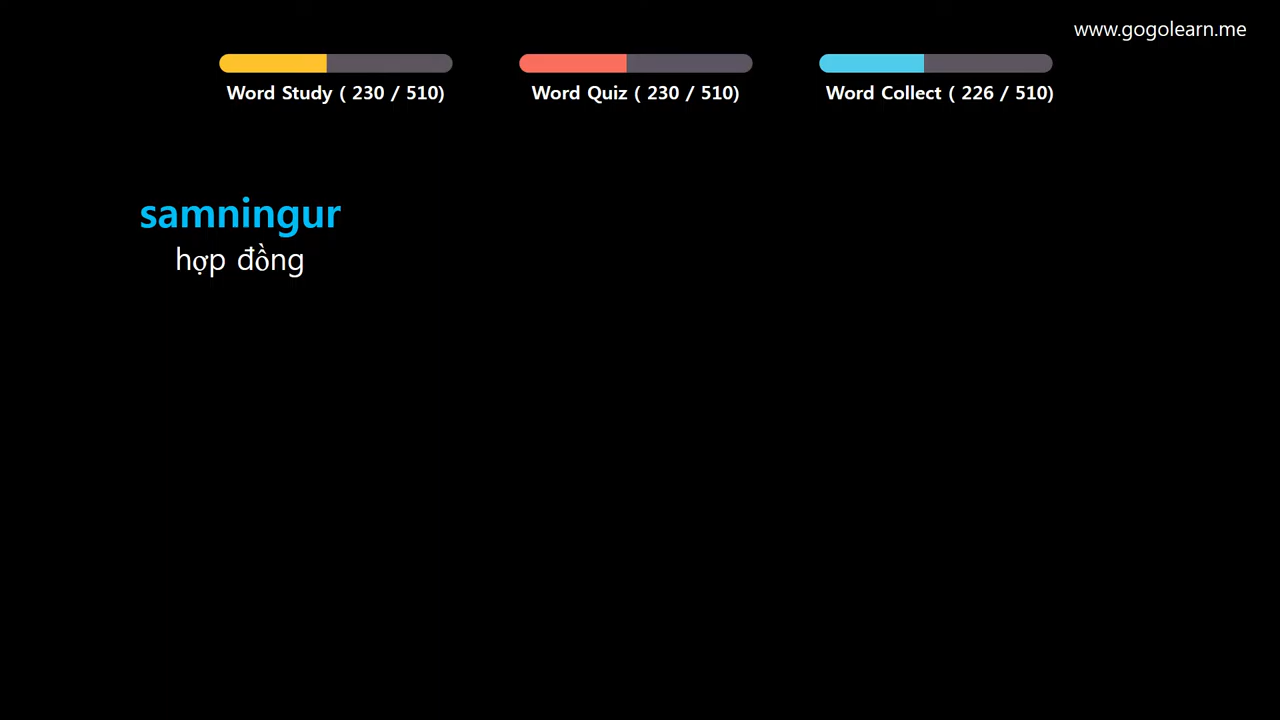 www.gogolearn.me
Word Study ( 230 / 510)
Word Quiz ( 230 / 510)
Word Collect ( 226 / 510)
samningur
hợp đồng